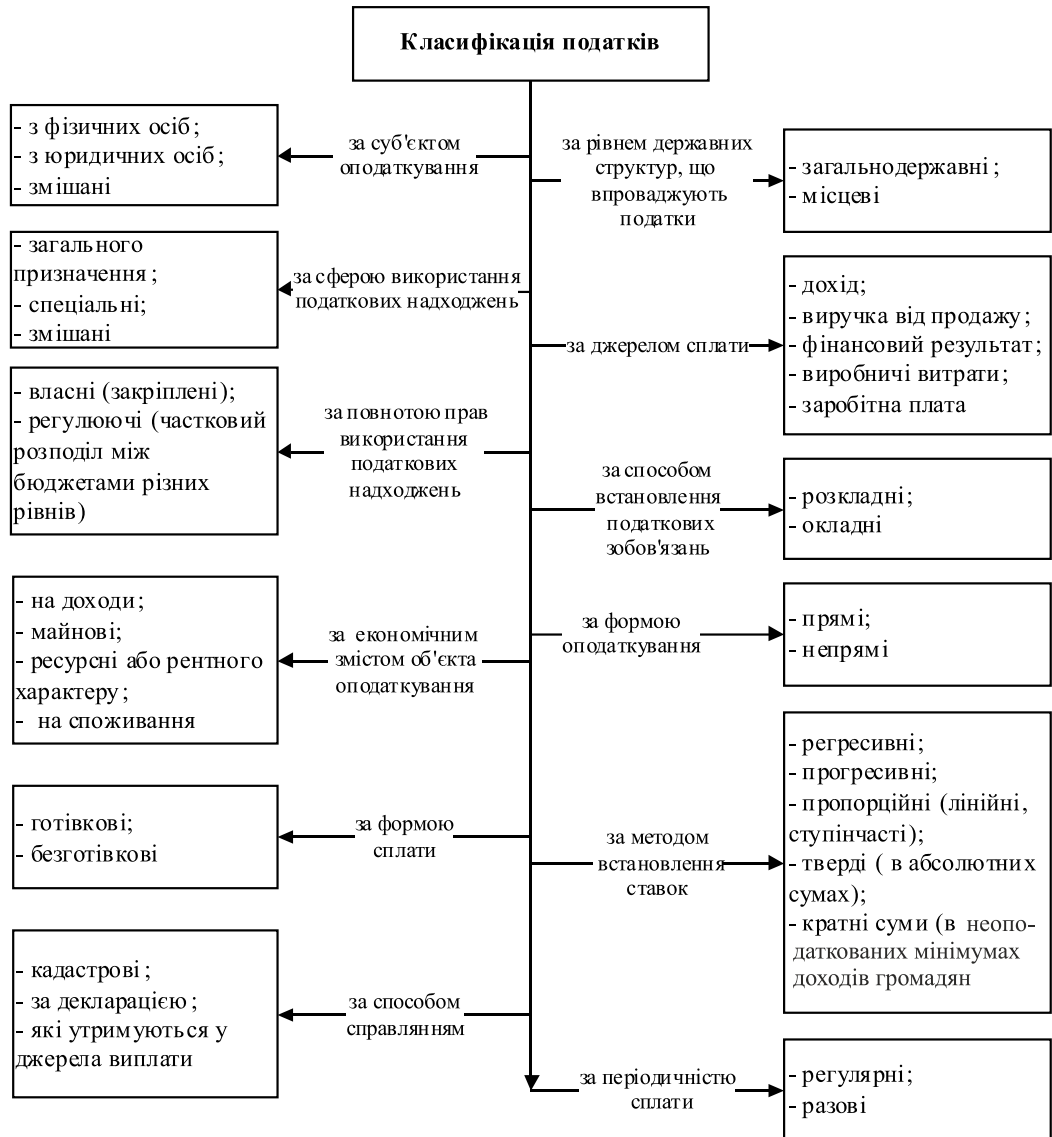 Класифікація податків
- з фізичних осіб;
- з юридичних осіб;
- змішані
за суб'єктом
оподаткування
за рівнем державних
структур, що
впроваджують
податки
- загальнодержавні;
- місцеві
- загального
призначення;
- спеціальні;
- змішані
за сферою використання
податкових надходжень
за джерелом сплати
- дохід;
- виручка від продажу;
- фінансовий результат;
- виробничі витрати;
- заробітна плата
- власні (закріплені);
- регулюючі (частковий
розподіл між
бюджетами різних
рівнів)
за повнотою прав
використання
податкових
надходжень
за способом
встановлення
податкових
зобов'язань
- розкладні;
- окладні
- на доходи;
- майнові;
- ресурсні або рентного
характеру;
- на споживання
за економічним
змістом об'єкта
оподаткування
за формою
оподаткування
- прямі;
- непрямі
- готівкові;
- безготівкові
за формою
сплати
за методом
встановлення
ставок
- регресивні;
- прогресивні;
- пропорційні (лінійні,
ступінчасті);
- тверді ( в абсолютних
сумах);
- кратні суми (в неопо-
даткованих мінімумах
доходів громадян
- кадастрові;
- за декларацією;
- які утримуються у
джерела виплати
за способом
справлянням
за періодичністю
сплати
- регулярні;
- разові